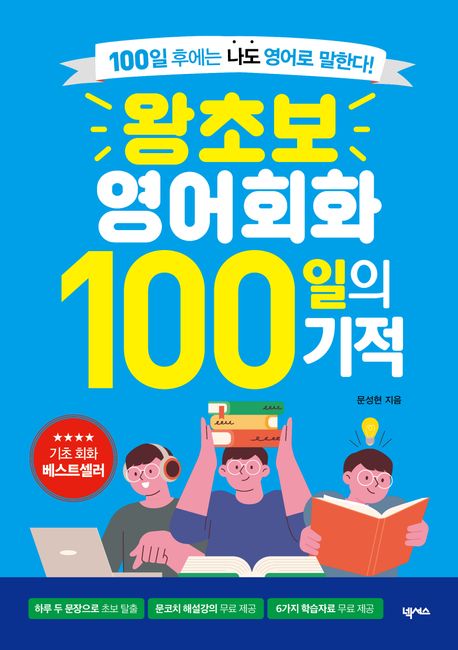 100일 후에는 나도 영어로 말한다!
왕초보
영어회화
100일의
기적
문성현 지음
★★★★
기초 회화
베스트셀러
하루 두 문장으로 초보 탈출
문코치 해설강의 무료 제공
6가지 학습자료 무료 제공
넥서스